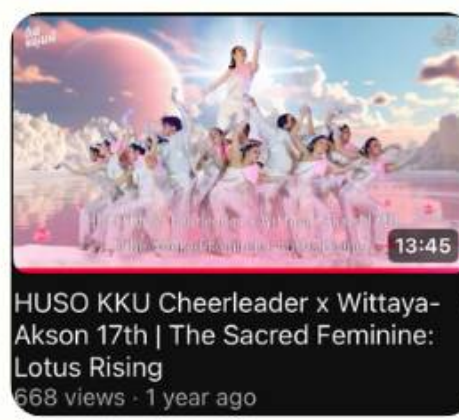 13:45
HUSO KKU Cheerleader x Wittaya-
Akson 17th | The Sacred Feminine:
Lotus Rising
668 views · 1 year ago